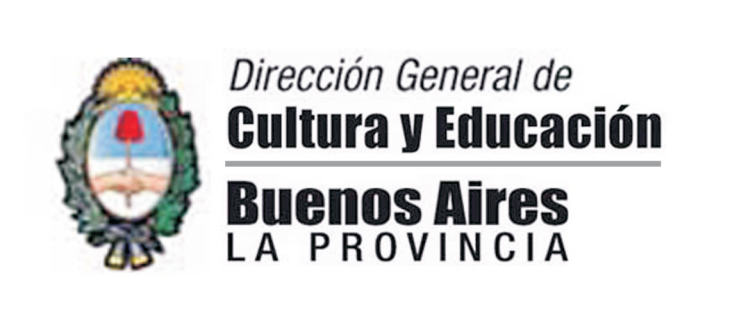 Dirección General de
Cultura y Educación
Buenos Aires
LA PROVINCIA